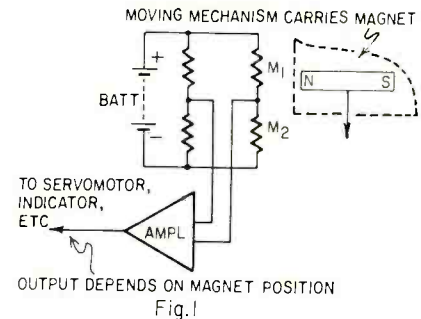 MOVING MECHANISM CARRIES MAGNET
+
M1
N S
BATT
M2
-
TO SERVOMOTOR,
INDICATOR,
ETC
AMPL
OUTPUT DEPENDS ON MAGNET POSITION
Fig. 1